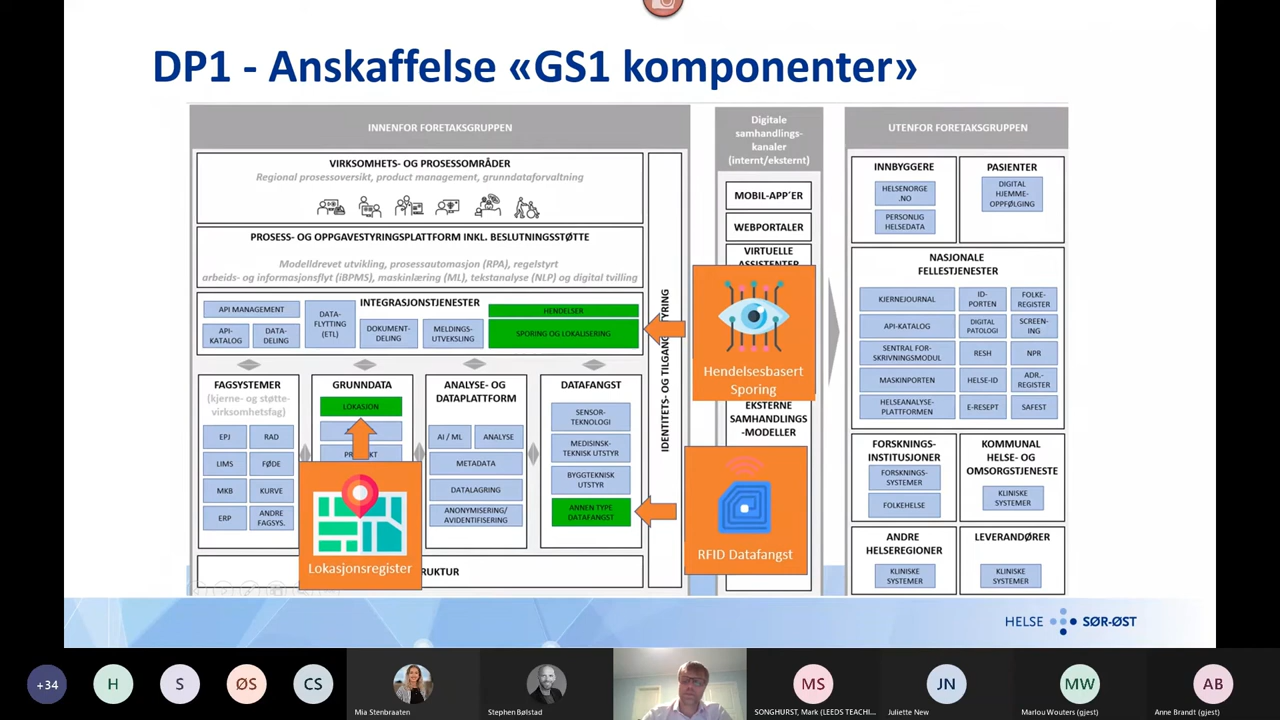 DP1 - Anskaffelse «GS1 komponenter»
INNENFOR FORETAKSGRUPPEN
VIRKSOMHETS- OG PROSESSOMRÅDER
Regional prosessoversikt, product management, grunndataforvaltning
PROSESS- OG OPPGAVESTYRINGSPLATTFORM INKL. BESLUTNINGSSTØTTE
Modelldrevet utvikling, prosessautomasjon (RPA), regelstyrt
arbeids- og informasjonsflyt (iBPMS), maskinlæring (ML), tekstanalyse (NLP) og digital tvilling
INTEGRASJONSTJENESTER
API MANAGEMENT
API-
KATALOG
DATA-
DELING
DATA-
FLYTTING
(ETL)
DOKUMENT-
DELING
MELDINGS-
UTVEKSLING
HENDELSER
SPORING OG LOKALISERING
FAGSYSTEMER
(kjerne- og støtte-
virksomhetsfag)
EPJ
RAD
LIMS
FØDE
MKB
KURVE
ERP
ANDRE
FAGSYS.
GRUNNDATA
LOKASJON
Lokasjonsregister
ANALYSE- OG
DATAPLATTFORM
AI / ML
ANALYSE
METADATA
DATALAGRING
ANONYMISERING/
AVIDENTIFISERING
DATAFANGST
SENSOR-
TEKNOLOGI
MEDISINSK-
TEKNISK UTSTYR
BYGGTEKNISK
UTSTYR
ANNEN TYPE
DATAFANGST
RUKTUR
IDENTITETS- OG TILGANG
YRING
Digitale
samhandlings-
kanaler
(internt/eksternt)
MOBIL-APP´ER
WEBPORTALER
VIRTUELLE
ASSISTENTER
Hendelsesbasert
Sporing
EKSTERNE
SAMHANDLINGS
-MODELLER
RFID Datafangst
UTENFOR FORETAKSGRUPPEN
INNBYGGERE
HELSENORGE
.NO
PERSONLIG
HELSEDATA
PASIENTER
DIGITAL
HJEMME-
OPPFØLGING
NASJONALE
FELLESTJENESTER
KJERNEJOURNAL
ID-
PORTEN
FOLKE-
REGISTER
API-KATALOG
DIGITAL
PATOLOGI
SCREEN-
ING
SENTRAL FOR-
SKRIVNINGSMODUL
RESH
NPR
MASKINPORTEN
HELSE-ID
ADR.-
REGISTER
HELSEANALYSE-
PLATTFORMEN
E-RESEPT
SAFEST
FORSKNINGS-
INSTITUSJONER
FORSKNINGS-
SYSTEMER
FOLKEHELSE
KOMMUNAL
HELSE- OG
OMSORGSTJENESTE
KLINISKE
SYSTEMER
ANDRE
HELSEREGIONER
KLINISKE
SYSTEMER
LEVERANDØRER
KLINISKE
SYSTEMER
HELSE SØR-ØST
+34
H
S
ØS
CS
MS
JN
MW
AB
Mia Stenbraaten
Stephen Bølstad
SONGHURST, Mark (LEEDS TEACHI...
Juliette New
Marlou Wouters (gjest)
Anne Brandt (gjest)